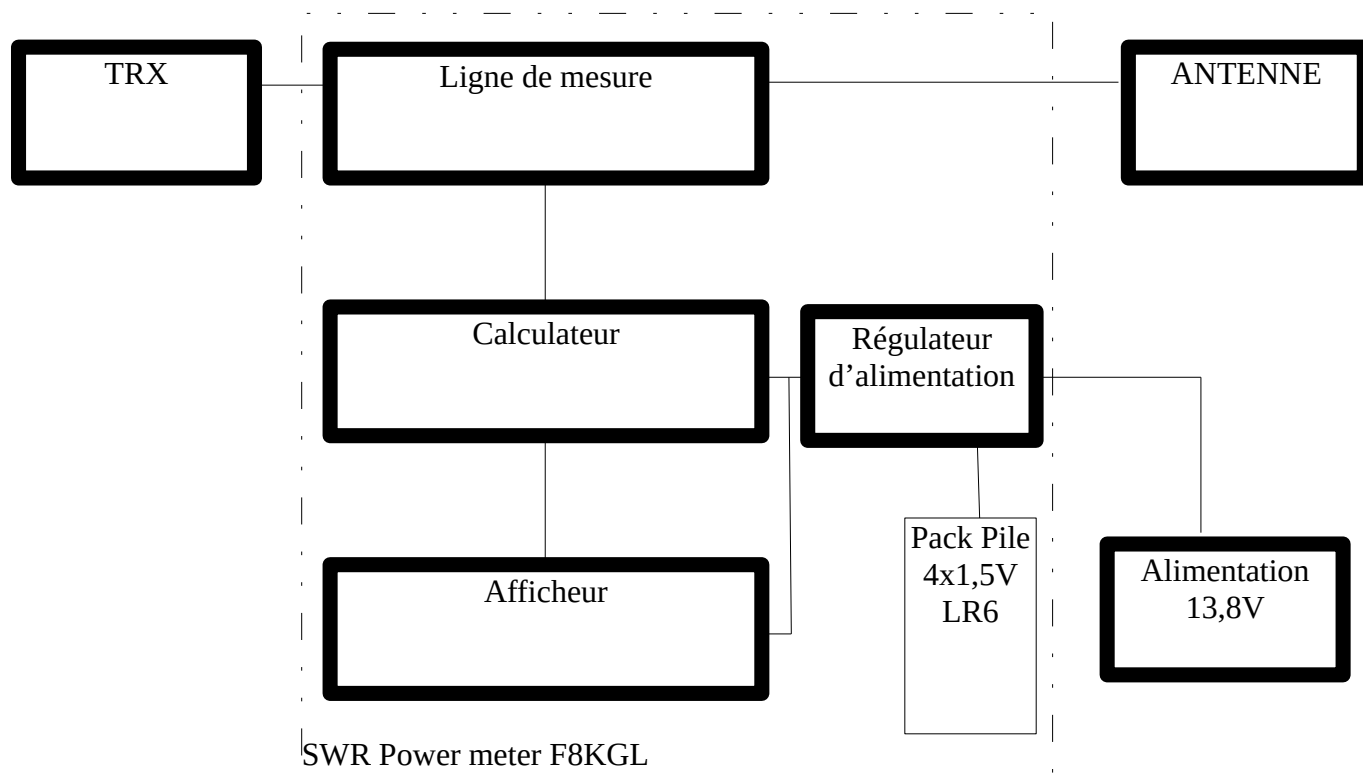 TRX
Ligne de mesure
ANTENNE
Calculateur
Régulateur
d’alimentation
Pack Pile
4x1,5V
LR6
Alimentation
13,8V
Afficheur
SWR Power meter F8KGL